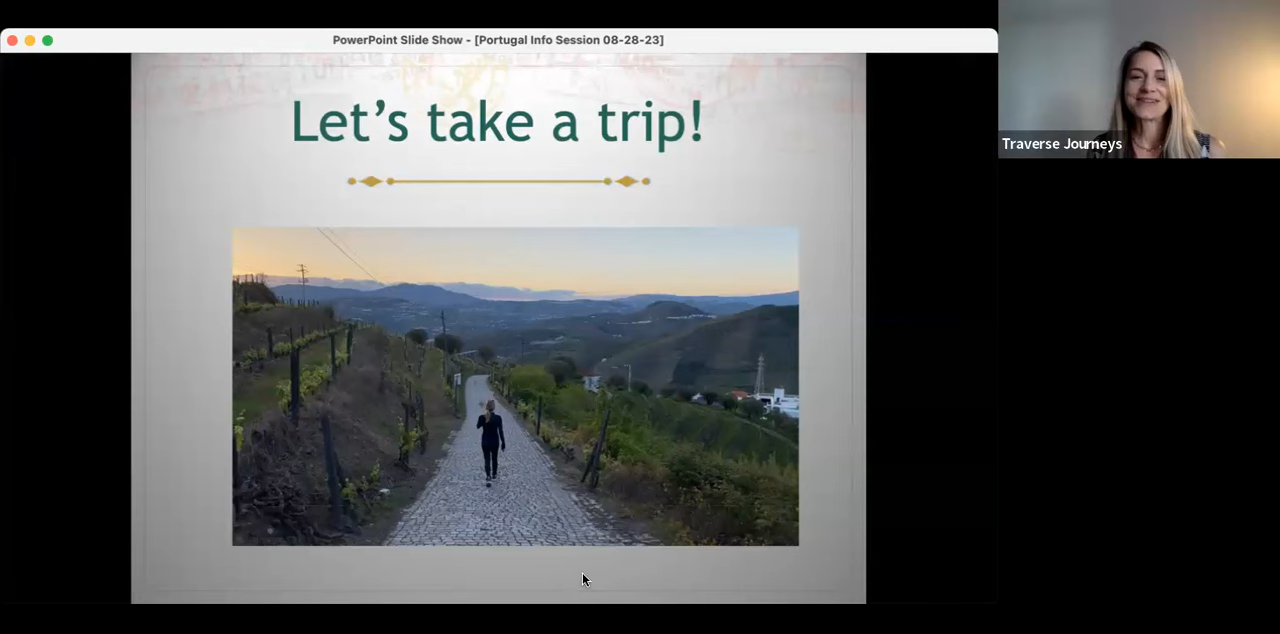 PowerPoint Slide Show - [Portugal Info Session 08-28-23]
Let’s take a trip!
Traverse Journeys